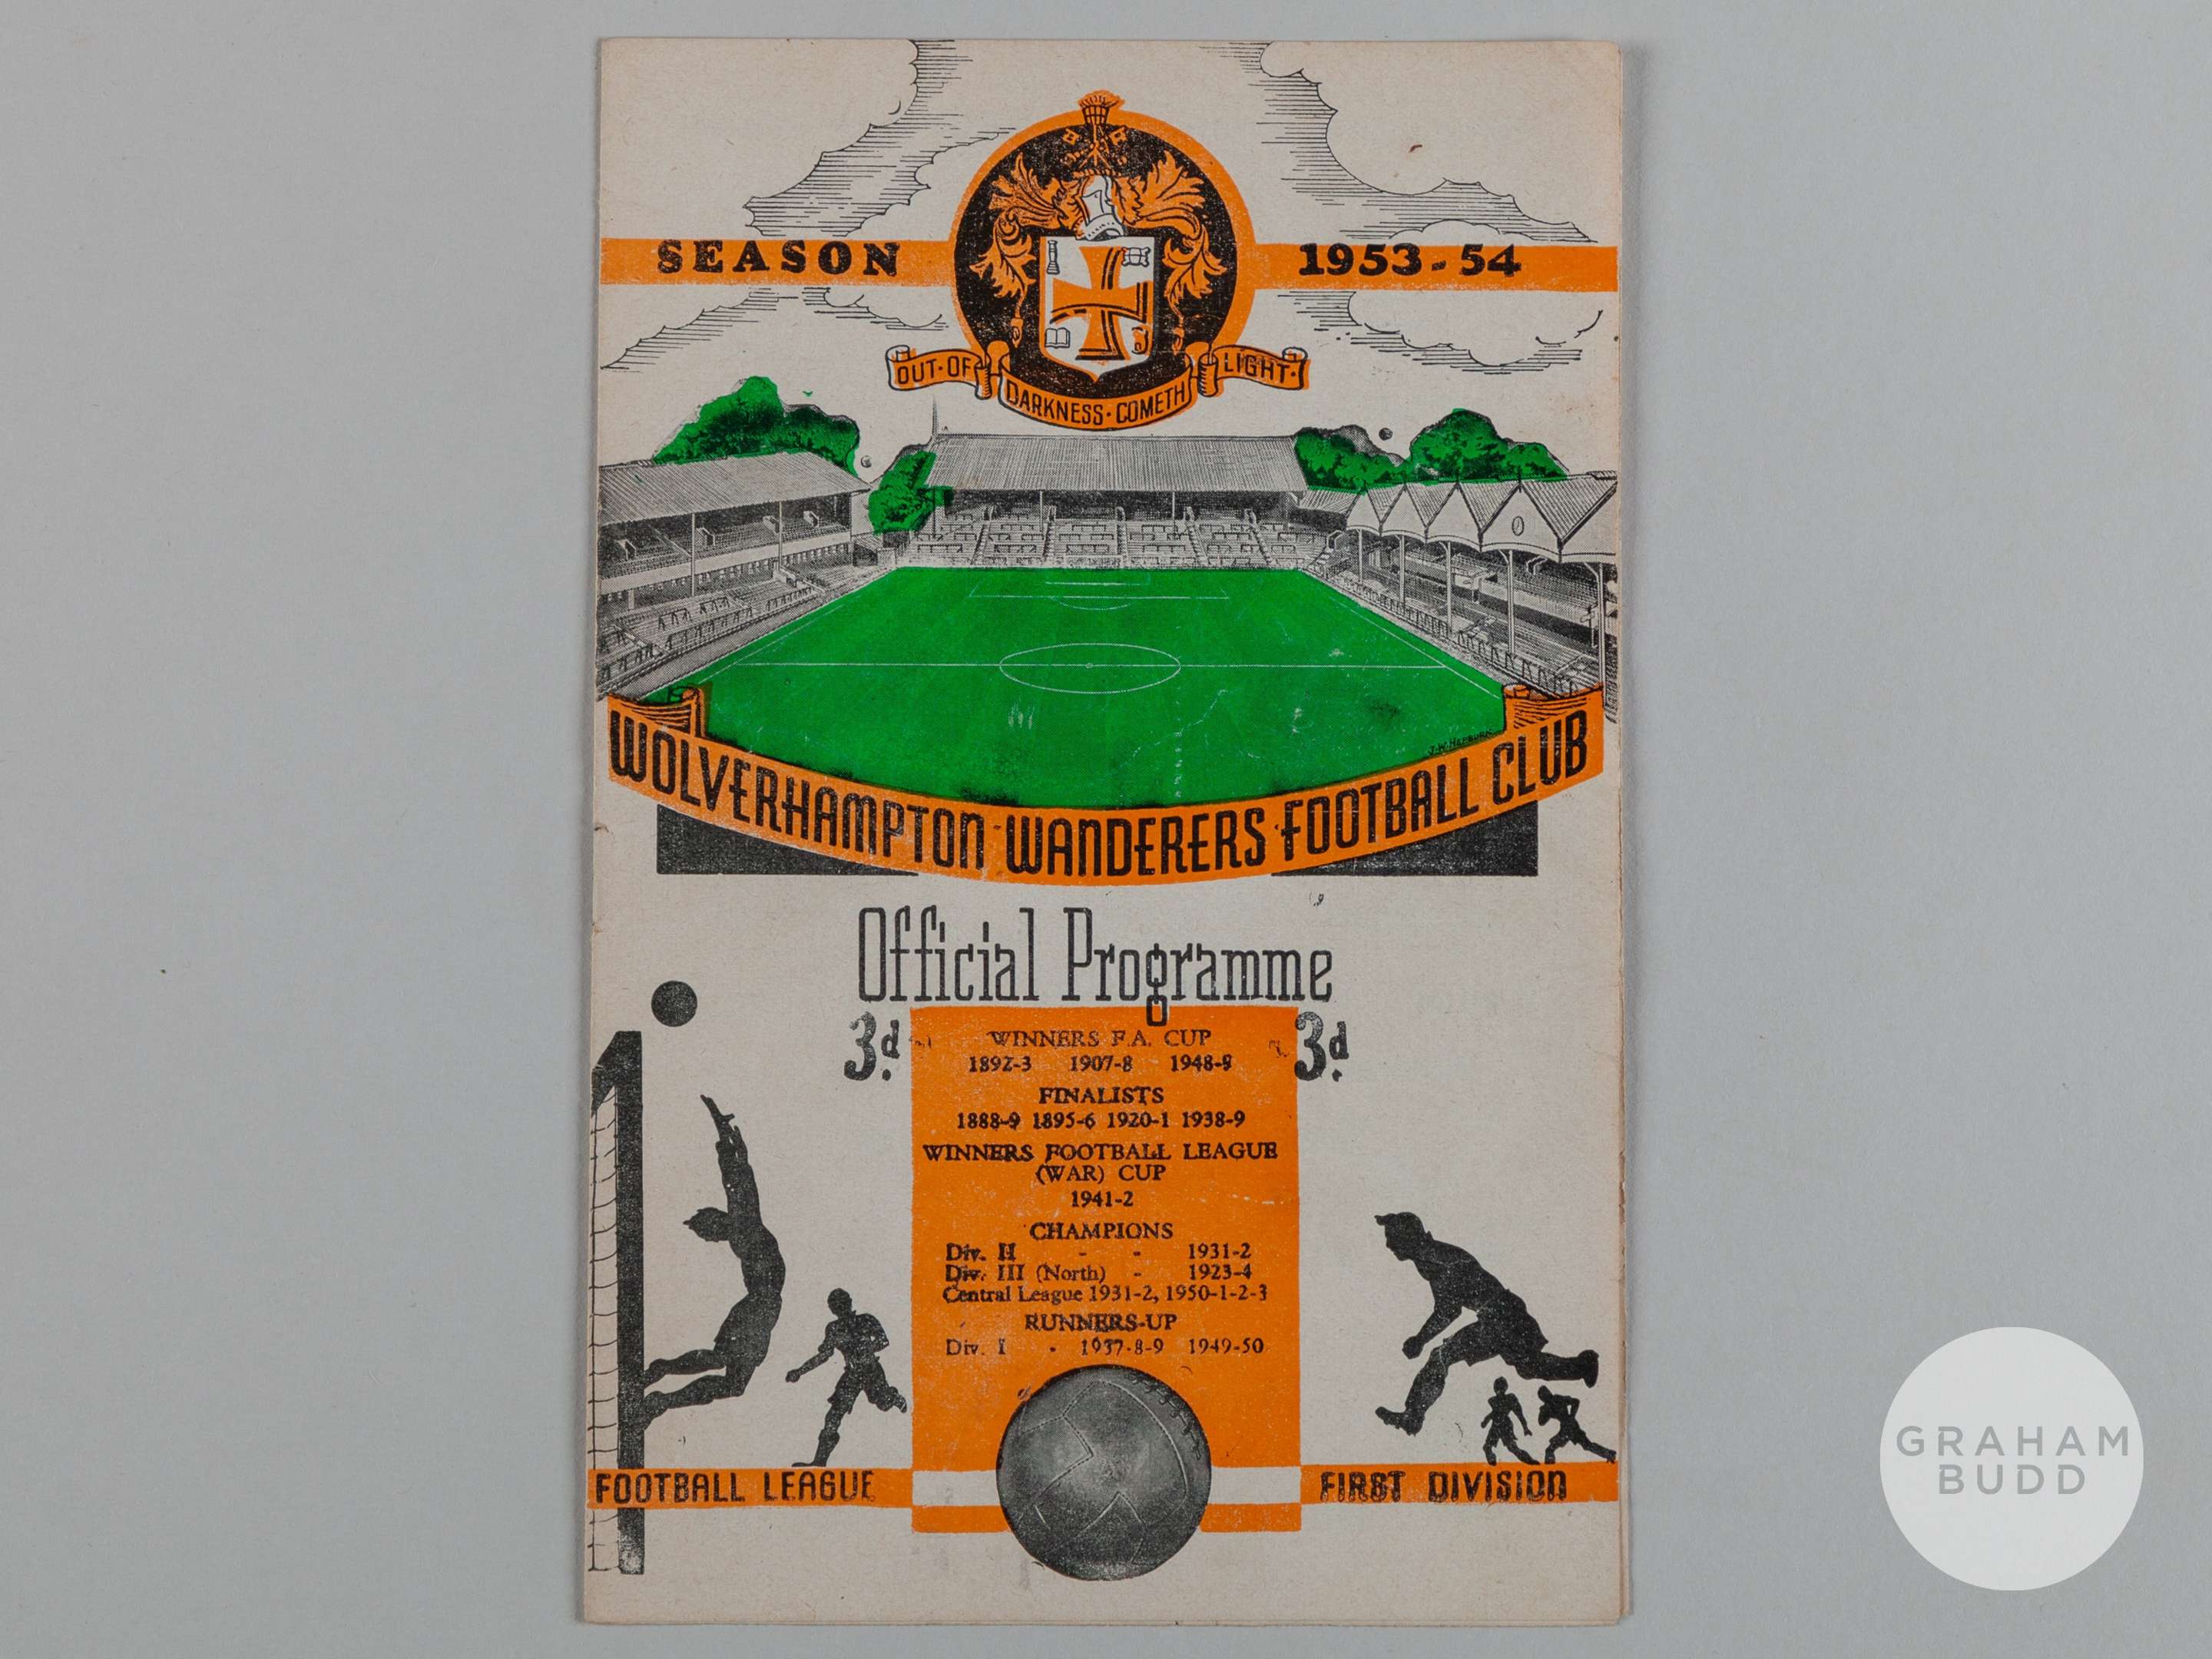 SEASON 1953-54
OUT·OF DARKNESS·COMETH LIGHT·
J.W. HEPBURN
WOLVERHAMPTON WANDERERS FOOTBALL CLUB
Official Programme
3d. 3d.
WINNERS F.A. CUP
1892-3 1907-8 1948-9
FINALISTS
1888-9 1895-6 1920-1 1938-9
WINNERS FOOTBALL LEAGUE
(WAR) CUP
1941-2
CHAMPIONS
Div. II - - 1931-2
Div. III (North) - 1923-4
Central League 1931-2, 1950-1-2-3
RUNNERS-UP
Div. I - 1937-8-9 1949-50
FOOTBALL LEAGUE FIRST DIVISION
GRAHAM
BUDD